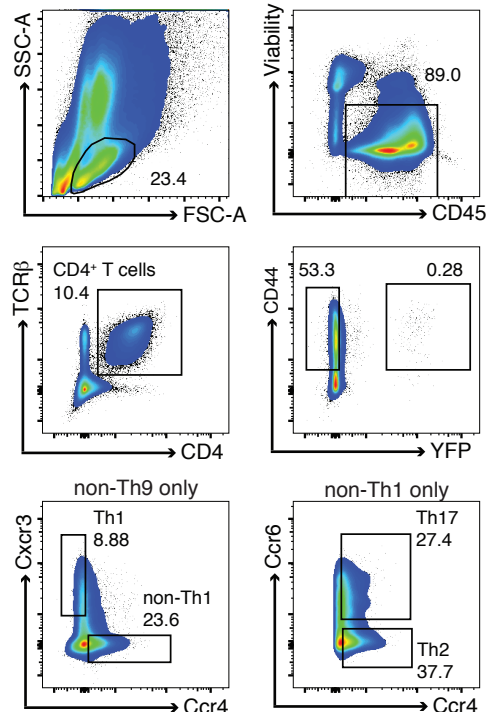 SSC-A
23.4
FSC-A
Viability
89.0
CD45
TCRβ
CD4⁺ T cells
10.4
CD4
CD44
53.3
0.28
YFP
non-Th9 only
Cxcr3
Th1
8.88
non-Th1
23.6
Ccr4
non-Th1 only
Ccr6
Th17
27.4
Th2
37.7
Ccr4